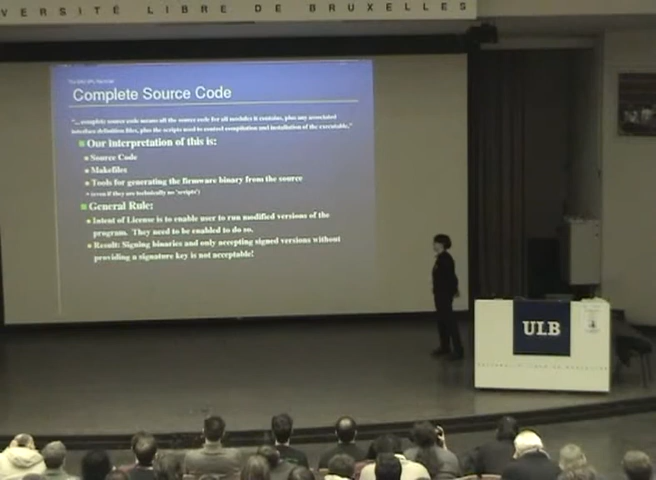 VERSITÉ LIBRE DE BRUXELLES
Complete Source Code
"... complete source code means all the source code for all modules it contains, plus any associated
interface definition files, plus the scripts used to control compilation and installation of the executable."
Our interpretation of this is:
Source Code
Makefiles
Tools for generating the firmware binary from the source
(even if they are technically no 'scripts')
General Rule:
Intent of License is to enable user to run modified versions of the
program. They need to be enabled to do so.
Result: Signing binaries and only accepting signed versions without
providing a signature key is not acceptable!
ULB